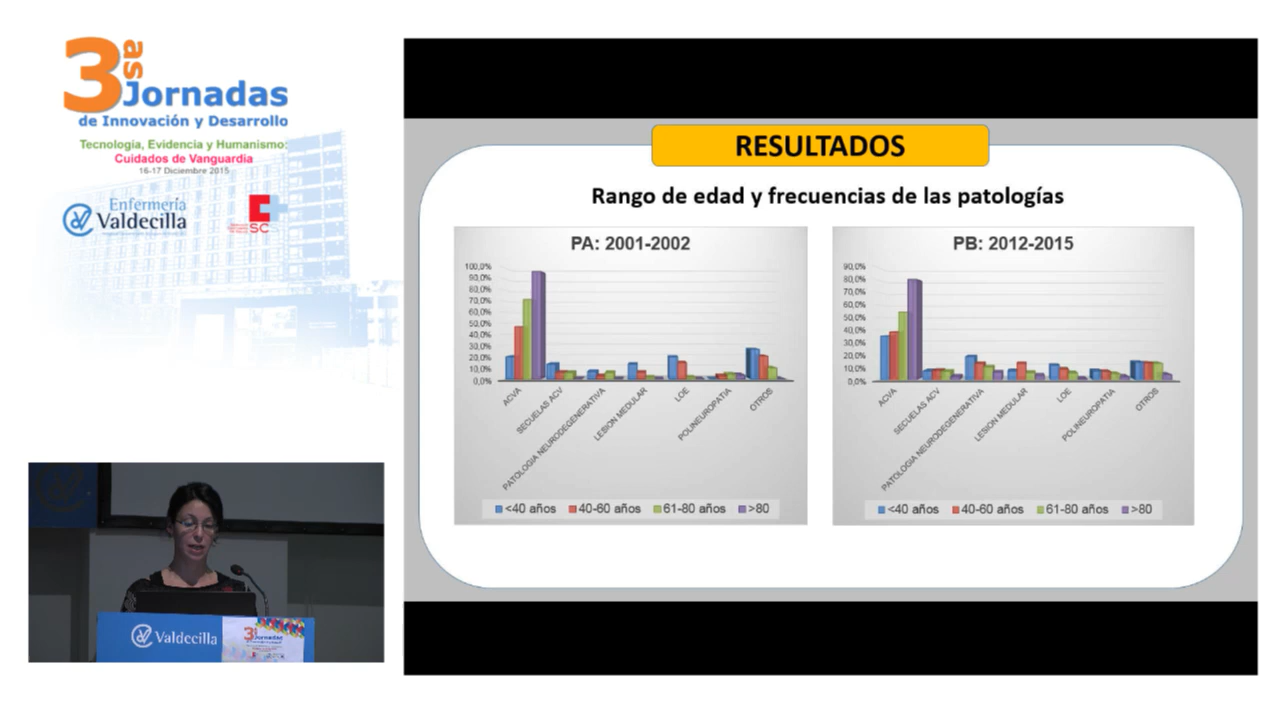 3as
Jornadas
de Innovación y Desarrollo
Tecnología, Evidencia y Humanismo:
Cuidados de Vanguardia
16-17 Diciembre 2015
Enfermería
Valdecilla
SC
RESULTADOS
Rango de edad y frecuencias de las patologías
PA: 2001-2002
100,0%
90,0%
80,0%
70,0%
60,0%
50,0%
40,0%
30,0%
20,0%
10,0%
0,0%
ACVA
SECUELAS ACV
PATOLOGIA NEURODEGENERATIVA
LESION MEDULAR
LOE
POLINEUROPATIA
OTROS
<40 años 40-60 años 61-80 años >80
PB: 2012-2015
90,0%
80,0%
70,0%
60,0%
50,0%
40,0%
30,0%
20,0%
10,0%
0,0%
ACVA
SECUELAS ACV
PATOLOGIA NEURODEGENERATIVA
LESION MEDULAR
LOE
POLINEUROPATIA
OTROS
<40 años 40-60 años 61-80 años >80
Valdecilla
3
Jornadas